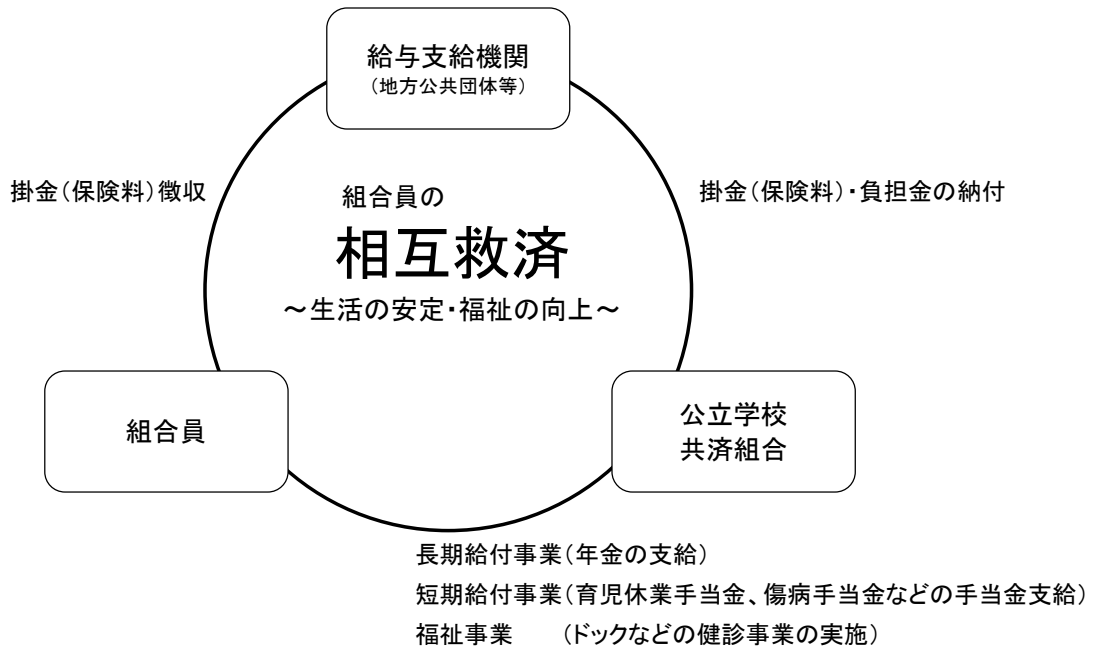 給与支給機関
（地方公共団体等）
掛金（保険料）徴収
掛金（保険料）・負担金の納付
組合員の
相互救済
～生活の安定・福祉の向上～
組合員
公立学校
共済組合
長期給付事業（年金の支給）
短期給付事業（育児休業手当金、傷病手当金などの手当金支給）
福祉事業　　（ドックなどの健診事業の実施）